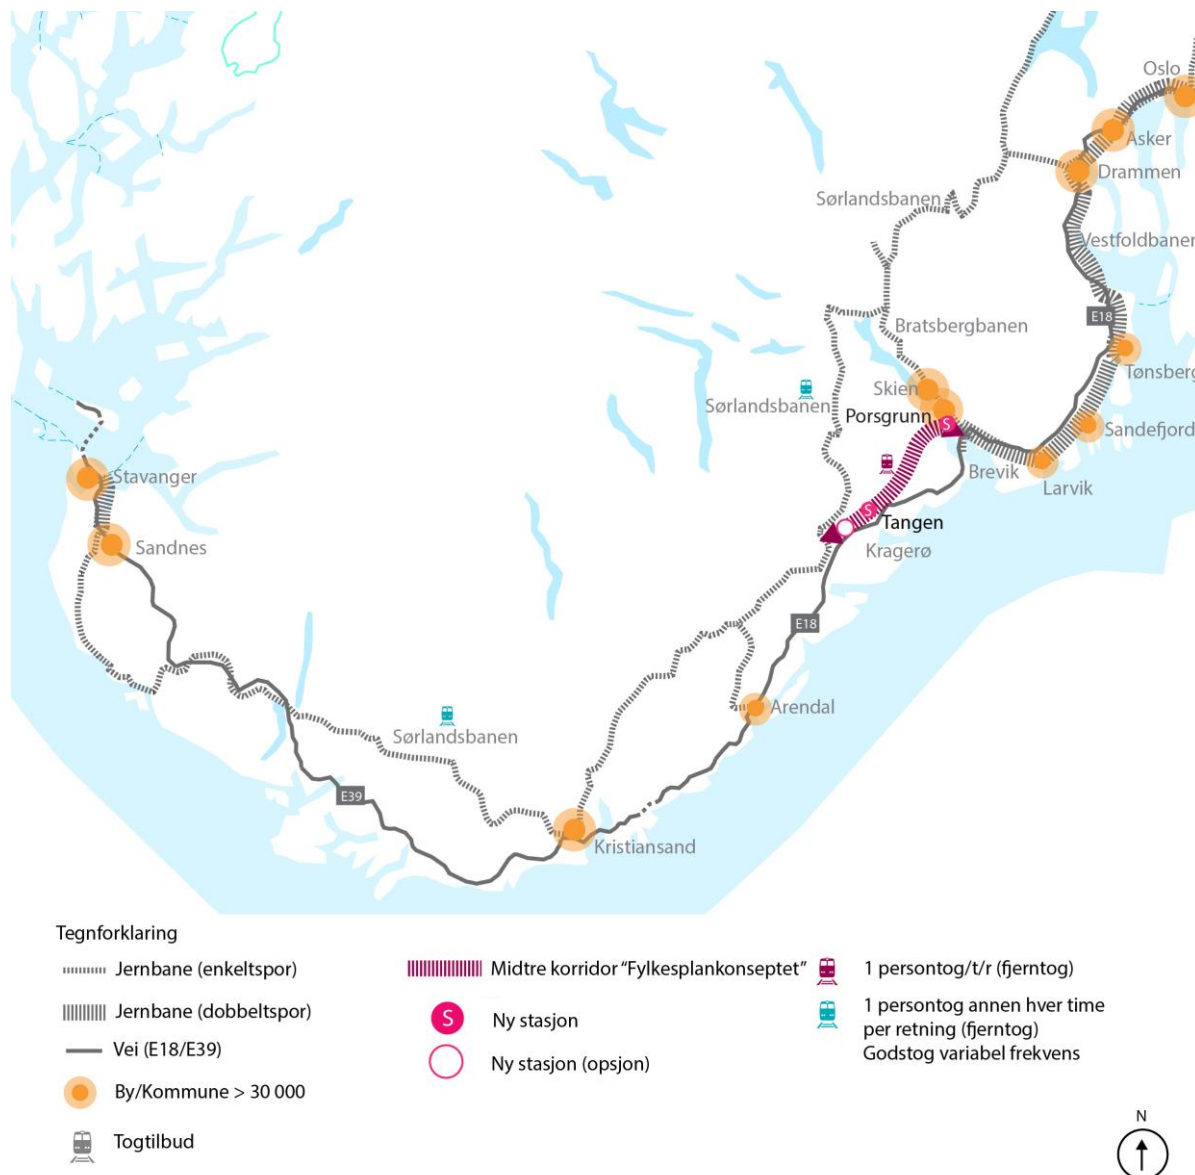 Oslo
Asker
Drammen
Sørlandsbanen
Vestfoldbanen
E18
Bratsbergbanen
Tønsberg
Skien
Sørlandsbanen
Porsgrunn
S
Sandefjord
Stavanger
Brevik
Larvik
S
Tangen
Sandnes
Kragerø
E18
Arendal
Sørlandsbanen
E39
Kristiansand
Tegnforklaring
Jernbane (enkeltspor)
Jernbane (dobbeltspor)
Vei (E18/E39)
By/Kommune > 30 000
Togtilbud
Midtre korridor "Fylkesplankonseptet"
S Ny stasjon
Ny stasjon (opsjon)
1 persontog/t/r (fjerntog)
1 persontog annen hver time
per retning (fjerntog)
Godstog variabel frekvens
N